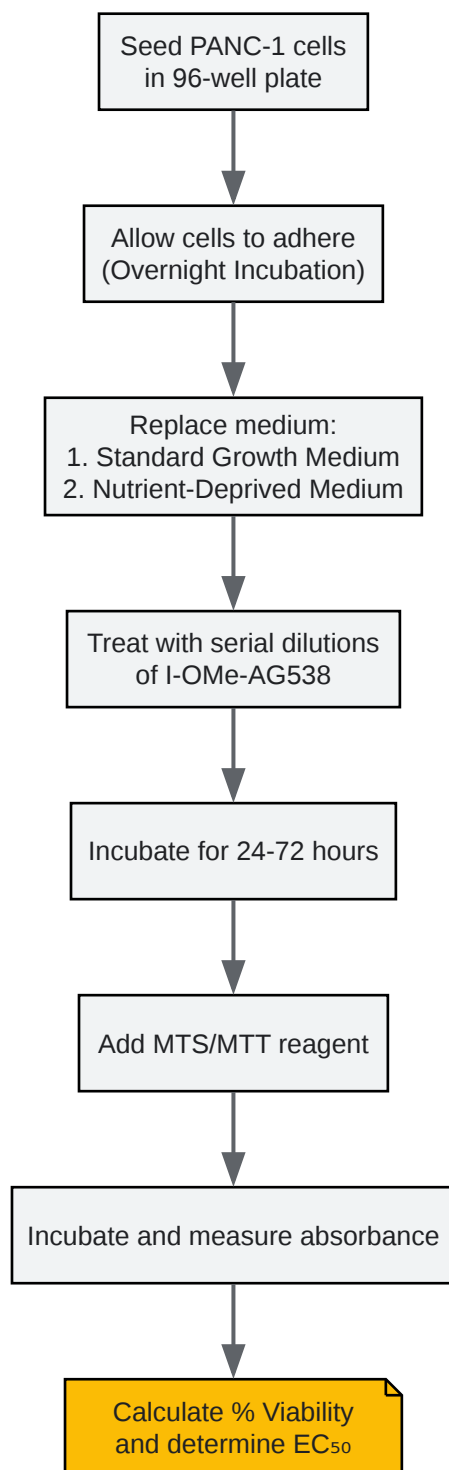 Seed PANC-1 cells
in 96-well plate
Allow cells to adhere
(Overnight Incubation)
Replace medium:
1. Standard Growth Medium
2. Nutrient-Deprived Medium
Treat with serial dilutions
of I-OMe-AG538
Incubate for 24-72 hours
Add MTS/MTT reagent
Incubate and measure absorbance
Calculate % Viability
and determine EC₅₀